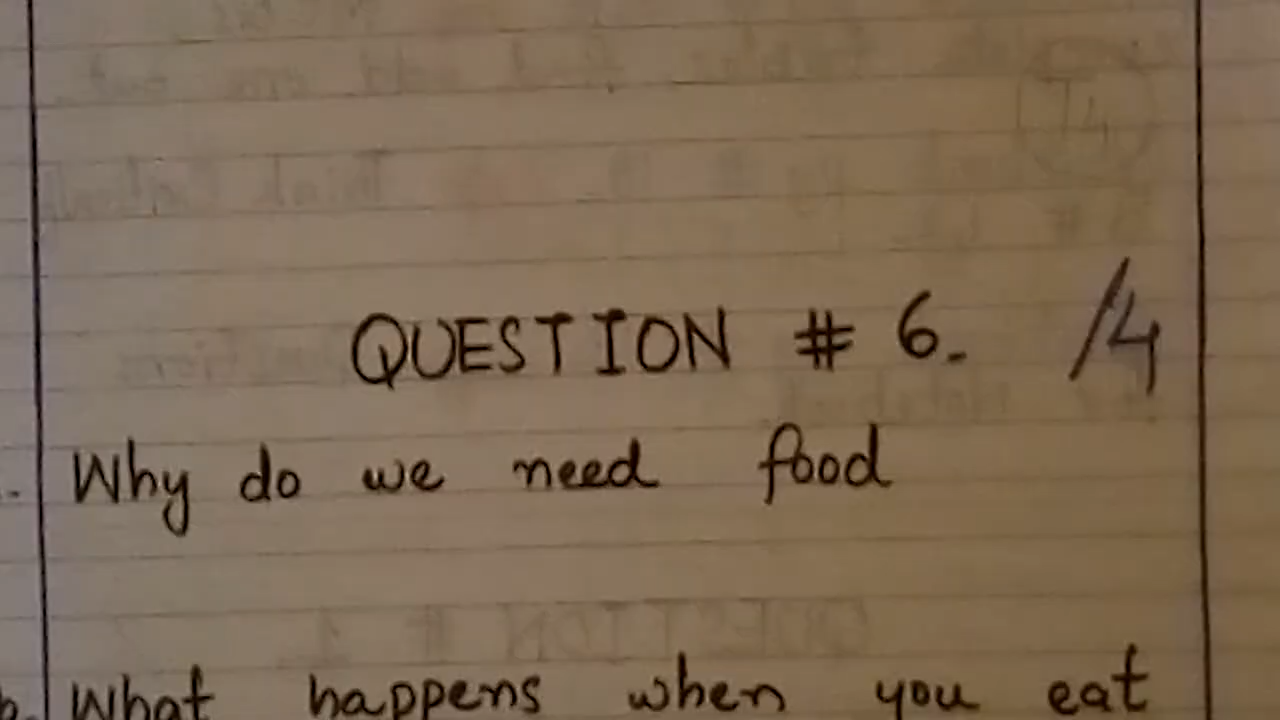 QUESTION # 6. /4
Why do we need food
b. What happens when you eat